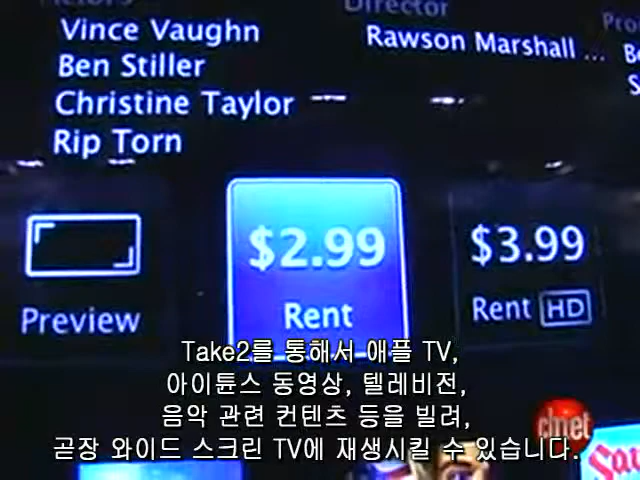 Actors
Vince Vaughn
Ben Stiller
Christine Taylor
Rip Torn
Director
Rawson Marshall ...
Preview
$2.99
Rent
$3.99
Rent HD
Take2를 통해서 애플 TV,
아이튠스 동영상, 텔레비전,
음악 관련 컨텐츠 등을 빌려,
곧장 와이드 스크린 TV에 재생시킬 수 있습니다.
cnet